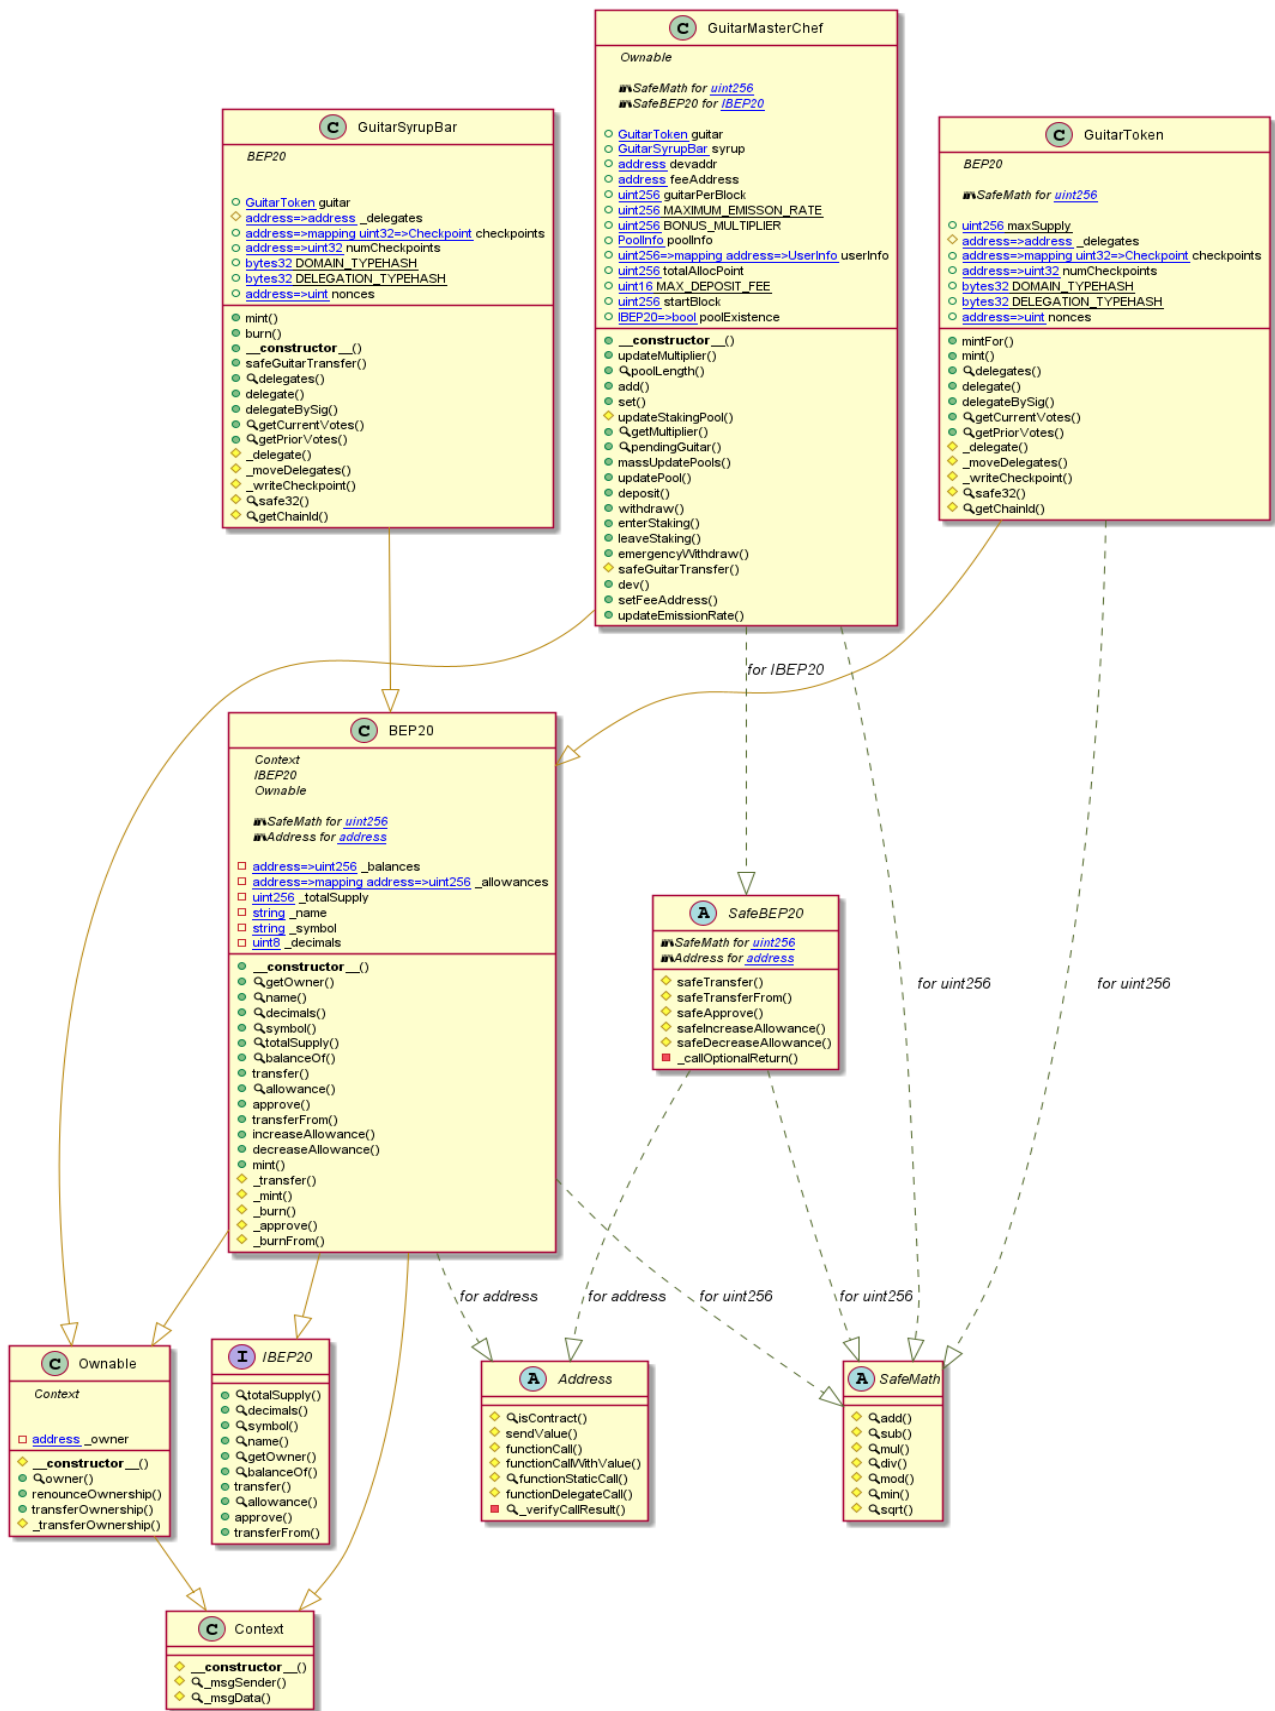 C GuitarMasterChef
Ownable
SafeMath for uint256
SafeBEP20 for IBEP20
GuitarToken guitar
GuitarSyrupBar syrup
address devaddr
address feeAddress
uint256 guitarPerBlock
uint256 MAXIMUM_EMISSON_RATE
uint256 BONUS_MULTIPLIER
PoolInfo poolInfo
uint256=>mapping address=>UserInfo userInfo
uint256 totalAllocPoint
uint16 MAX_DEPOSIT_FEE
uint256 startBlock
IBEP20=>bool poolExistence
__constructor__()
updateMultiplier()
poolLength()
add()
set()
updateStakingPool()
getMultiplier()
pendingGuitar()
massUpdatePools()
updatePool()
deposit()
withdraw()
enterStaking()
leaveStaking()
emergencyWithdraw()
safeGuitarTransfer()
dev()
setFeeAddress()
updateEmissionRate()
C GuitarSyrupBar
BEP20
GuitarToken guitar
address=>address _delegates
address=>mapping uint32=>Checkpoint checkpoints
address=>uint32 numCheckpoints
bytes32 DOMAIN_TYPEHASH
bytes32 DELEGATION_TYPEHASH
address=>uint nonces
mint()
burn()
__constructor__()
safeGuitarTransfer()
delegates()
delegate()
delegateBySig()
getCurrentVotes()
getPriorVotes()
_delegate()
_moveDelegates()
_writeCheckpoint()
safe32()
getChainId()
C GuitarToken
BEP20
SafeMath for uint256
uint256 maxSupply
address=>address _delegates
address=>mapping uint32=>Checkpoint checkpoints
address=>uint32 numCheckpoints
bytes32 DOMAIN_TYPEHASH
bytes32 DELEGATION_TYPEHASH
address=>uint nonces
mintFor()
mint()
delegates()
delegate()
delegateBySig()
getCurrentVotes()
getPriorVotes()
_delegate()
_moveDelegates()
_writeCheckpoint()
safe32()
getChainId()
for IBEP20
C BEP20
Context
IBEP20
Ownable
SafeMath for uint256
Address for address
address=>uint256 _balances
address=>mapping address=>uint256 _allowances
uint256 _totalSupply
string _name
string _symbol
uint8 _decimals
__constructor__()
getOwner()
name()
decimals()
symbol()
totalSupply()
balanceOf()
transfer()
allowance()
approve()
transferFrom()
increaseAllowance()
decreaseAllowance()
mint()
_transfer()
_mint()
_burn()
_approve()
_burnFrom()
A SafeBEP20
SafeMath for uint256
Address for address
safeTransfer()
safeTransferFrom()
safeApprove()
safeIncreaseAllowance()
safeDecreaseAllowance()
_callOptionalReturn()
for uint256
for uint256
for address
for address
for uint256
for uint256
C Ownable
Context
address _owner
__constructor__()
owner()
renounceOwnership()
transferOwnership()
_transferOwnership()
I IBEP20
totalSupply()
decimals()
symbol()
name()
getOwner()
balanceOf()
transfer()
allowance()
approve()
transferFrom()
A Address
isContract()
sendValue()
functionCall()
functionCallWithValue()
functionStaticCall()
functionDelegateCall()
_verifyCallResult()
A SafeMath
add()
sub()
mul()
div()
mod()
min()
sqrt()
C Context
__constructor__()
_msgSender()
_msgData()